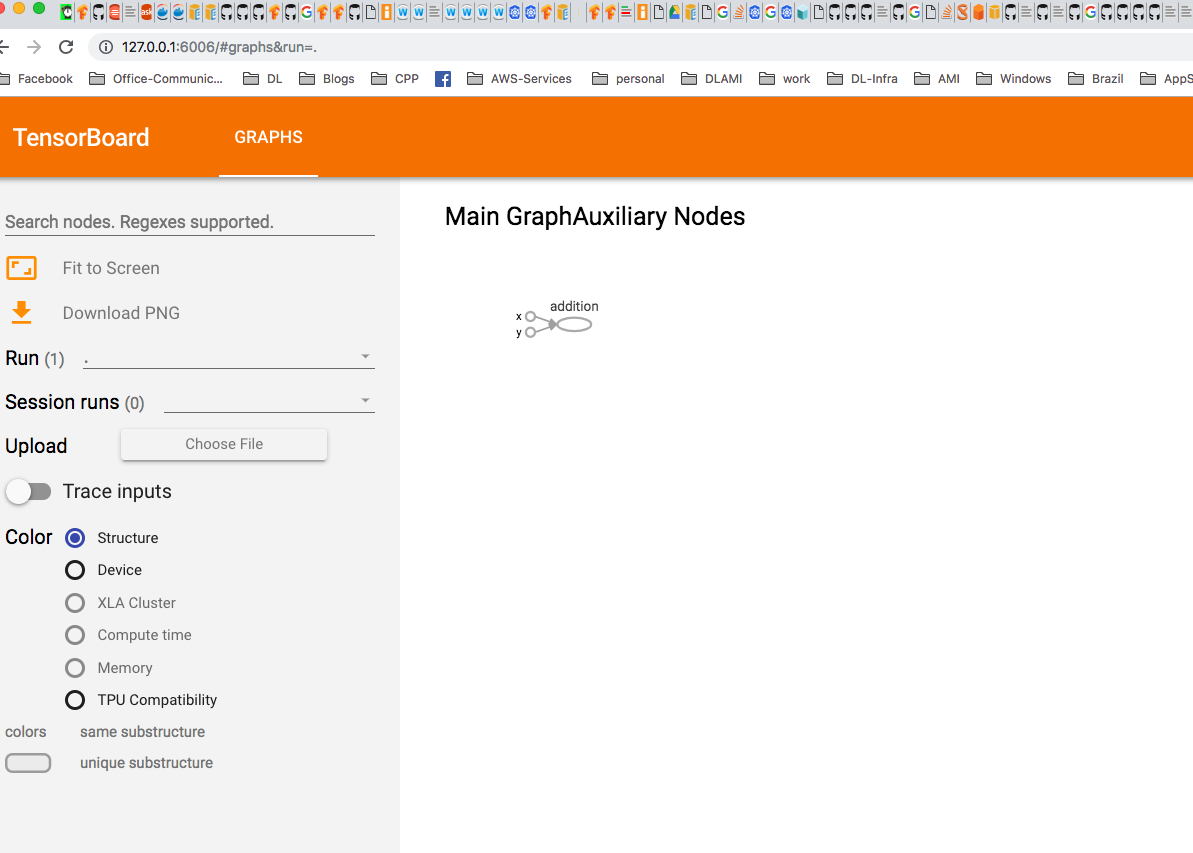 127.0.0.1:6006/#graphs&run=.
Facebook Office-Communic... DL Blogs CPP AWS-Services personal DLAMI work DL-Infra AMI Windows Brazil AppS
TensorBoard GRAPHS
Search nodes. Regexes supported.
Main GraphAuxiliary Nodes
Fit to Screen
Download PNG
addition
x
y
Run (1) .
Session runs (0)
Upload Choose File
Trace inputs
Color Structure
Device
XLA Cluster
Compute time
Memory
TPU Compatibility
colors same substructure
unique substructure